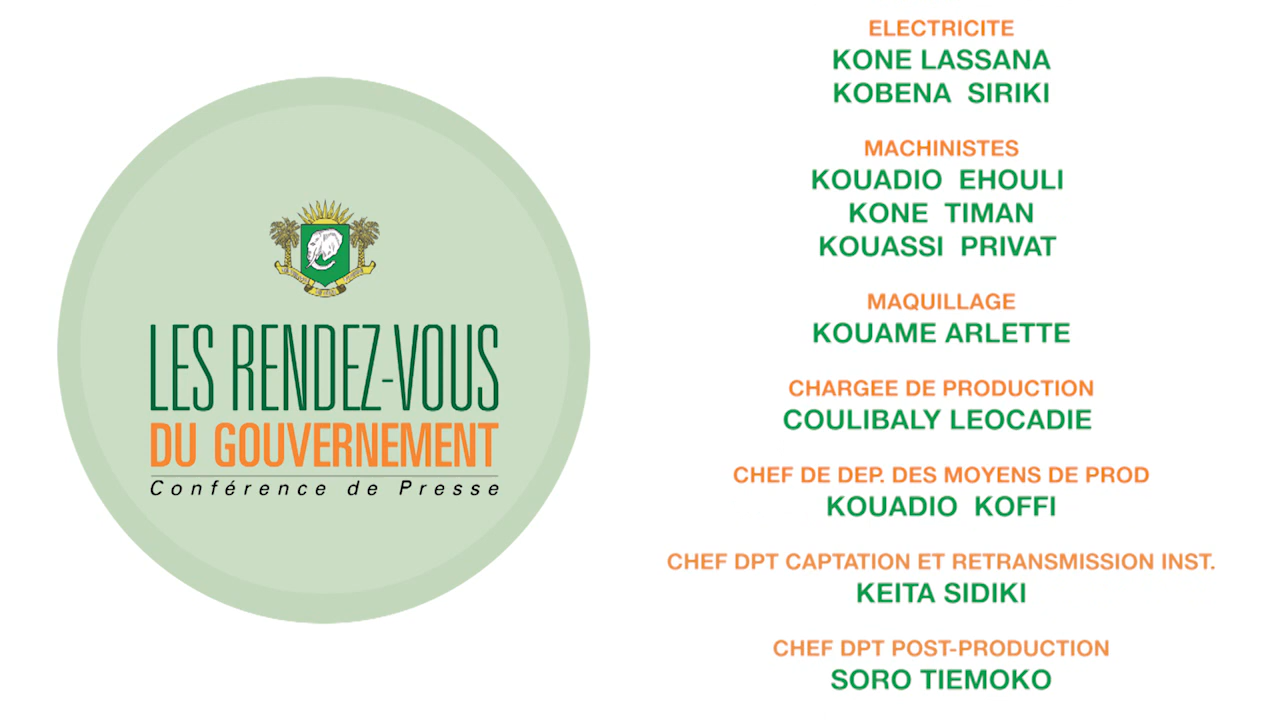 LES RENDEZ-VOUS
DU GOUVERNEMENT
Conférence de Presse
ELECTRICITE
KONE LASSANA
KOBENA SIRIKI
MACHINISTES
KOUADIO EHOULI
KONE TIMAN
KOUASSI PRIVAT
MAQUILLAGE
KOUAME ARLETTE
CHARGEE DE PRODUCTION
COULIBALY LEOCADIE
CHEF DE DEP. DES MOYENS DE PROD
KOUADIO KOFFI
CHEF DPT CAPTATION ET RETRANSMISSION INST.
KEITA SIDIKI
CHEF DPT POST-PRODUCTION
SORO TIEMOKO